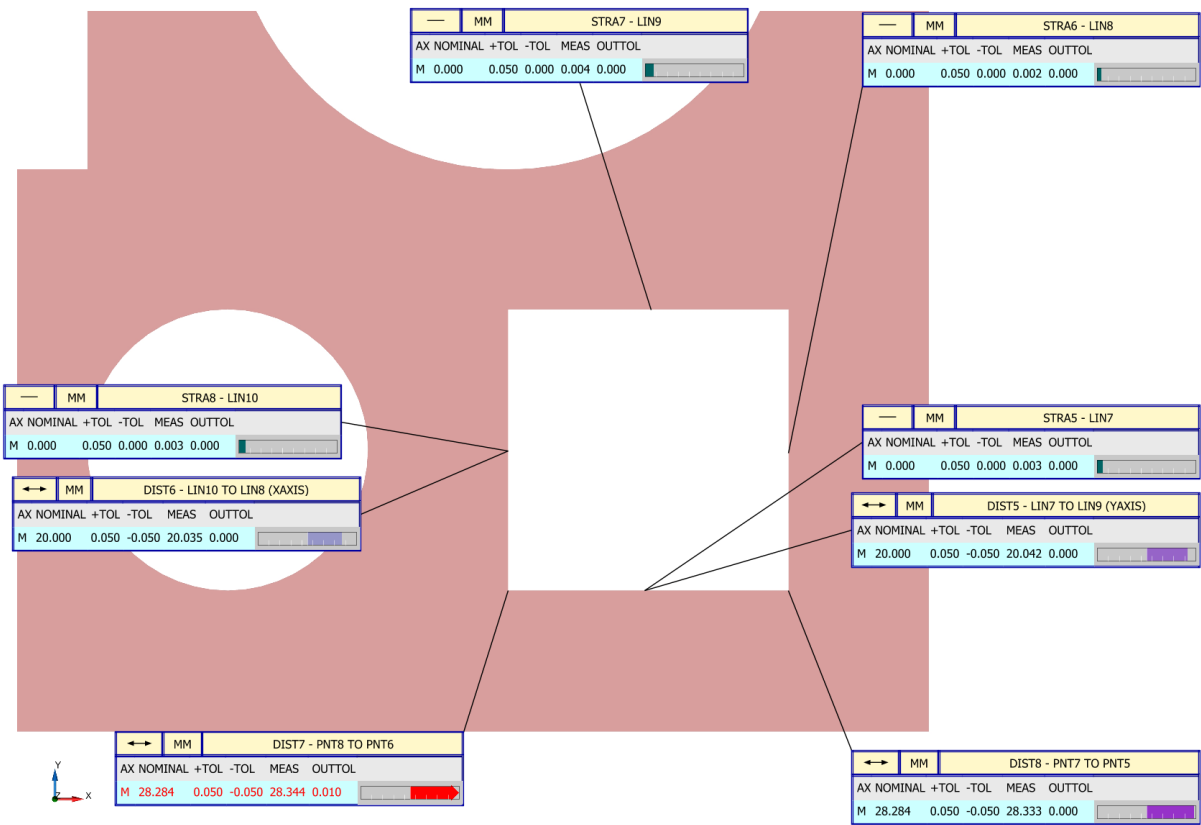 — MM STRA7 - LIN9
AX NOMINAL +TOL -TOL MEAS OUTTOL
M 0.000 0.050 0.000 0.004 0.000
— MM STRA6 - LIN8
AX NOMINAL +TOL -TOL MEAS OUTTOL
M 0.000 0.050 0.000 0.002 0.000
— MM STRA8 - LIN10
AX NOMINAL +TOL -TOL MEAS OUTTOL
M 0.000 0.050 0.000 0.003 0.000
MM DIST6 - LIN10 TO LIN8 (XAXIS)
AX NOMINAL +TOL -TOL MEAS OUTTOL
M 20.000 0.050 -0.050 20.035 0.000
— MM STRA5 - LIN7
AX NOMINAL +TOL -TOL MEAS OUTTOL
M 0.000 0.050 0.000 0.003 0.000
MM DIST5 - LIN7 TO LIN9 (YAXIS)
AX NOMINAL +TOL -TOL MEAS OUTTOL
M 20.000 0.050 -0.050 20.042 0.000
MM DIST7 - PNT8 TO PNT6
AX NOMINAL +TOL -TOL MEAS OUTTOL
M 28.284 0.050 -0.050 28.344 0.010
MM DIST8 - PNT7 TO PNT5
AX NOMINAL +TOL -TOL MEAS OUTTOL
M 28.284 0.050 -0.050 28.333 0.000
Y
Z X